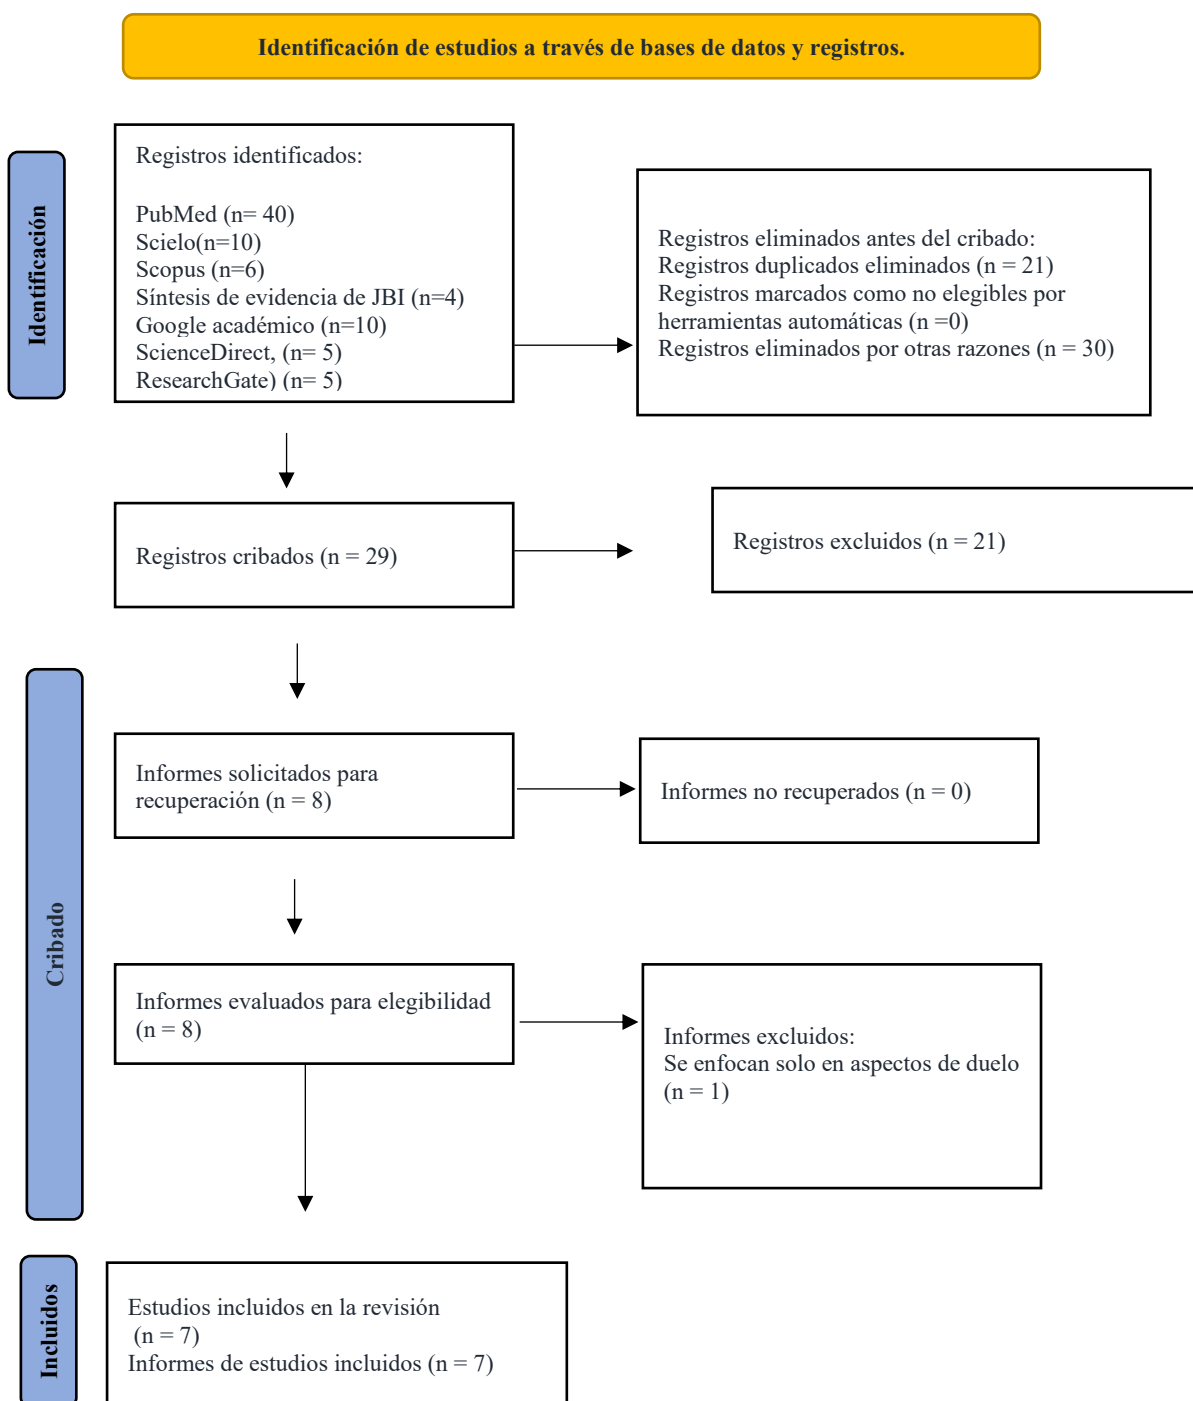 Identificación de estudios a través de bases de datos y registros.
Identificación
Registros identificados:
PubMed (n= 40)
Scielo(n=10)
Scopus (n=6)
Síntesis de evidencia de JBI (n=4)
Google académico (n=10)
ScienceDirect, (n= 5)
ResearchGate) (n= 5)
Registros eliminados antes del cribado:
Registros duplicados eliminados (n = 21)
Registros marcados como no elegibles por
herramientas automáticas (n =0)
Registros eliminados por otras razones (n = 30)
Registros cribados (n = 29)
Registros excluidos (n = 21)
Cribado
Informes solicitados para
recuperación (n = 8)
Informes no recuperados (n = 0)
Informes evaluados para elegibilidad
(n = 8)
Informes excluidos:
Se enfocan solo en aspectos de duelo
(n = 1)
Incluidos
Estudios incluidos en la revisión
(n = 7)
Informes de estudios incluidos (n = 7)